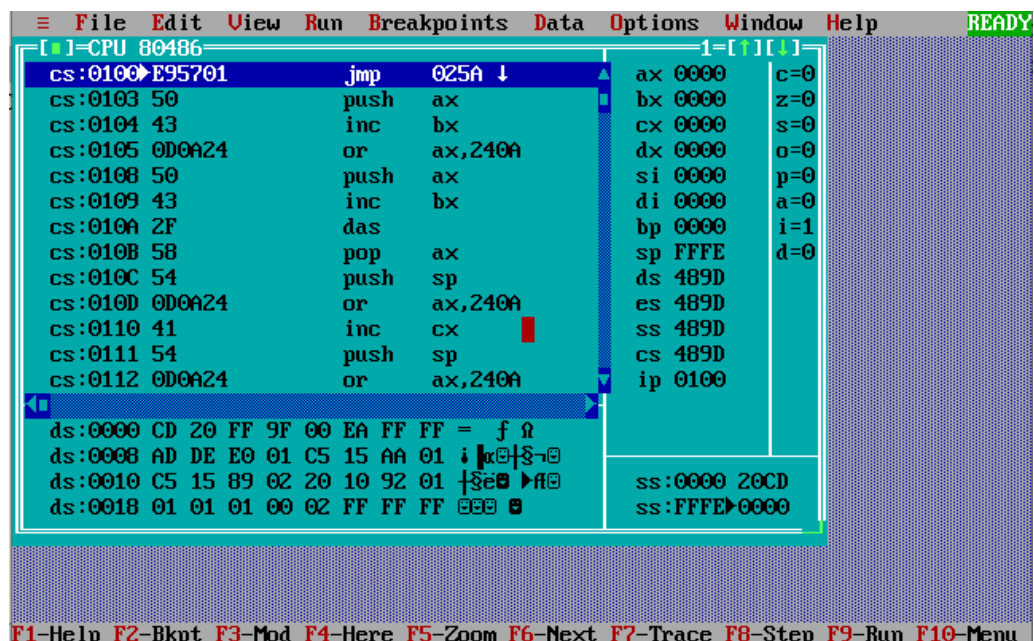 ≡ File Edit View Run Breakpoints Data Options Window Help READY
[■]=CPU 80486 1=[↑][↓]
cs:0100►E95701 jmp 025A ↓ ax 0000 c=0
cs:0103 50 push ax bx 0000 z=0
cs:0104 43 inc bx cx 0000 s=0
cs:0105 0D0A24 or ax,240A dx 0000 o=0
cs:0108 50 push ax si 0000 p=0
cs:0109 43 inc bx di 0000 a=0
cs:010A 2F das bp 0000 i=1
cs:010B 58 pop ax sp FFFE d=0
cs:010C 54 push sp ds 489D
cs:010D 0D0A24 or ax,240A es 489D
cs:0110 41 inc cx ss 489D
cs:0111 54 push sp cs 489D
cs:0112 0D0A24 or ax,240A ip 0100
ds:0000 CD 20 FF 9F 00 EA FF FF = ƒ Ω
ds:0008 AD DE E0 01 C5 15 AA 01 ¡▐α☺┼§¬☺
ds:0010 C5 15 89 02 20 10 92 01 ┼§ë☻ ►Æ☺ ss:0000 20CD
ds:0018 01 01 01 00 02 FF FF FF ☺☺☺ ☻ ss:FFFE►0000
F1-Help F2-Bkpt F3-Mod F4-Here F5-Zoom F6-Next F7-Trace F8-Step F9-Run F10-Menu